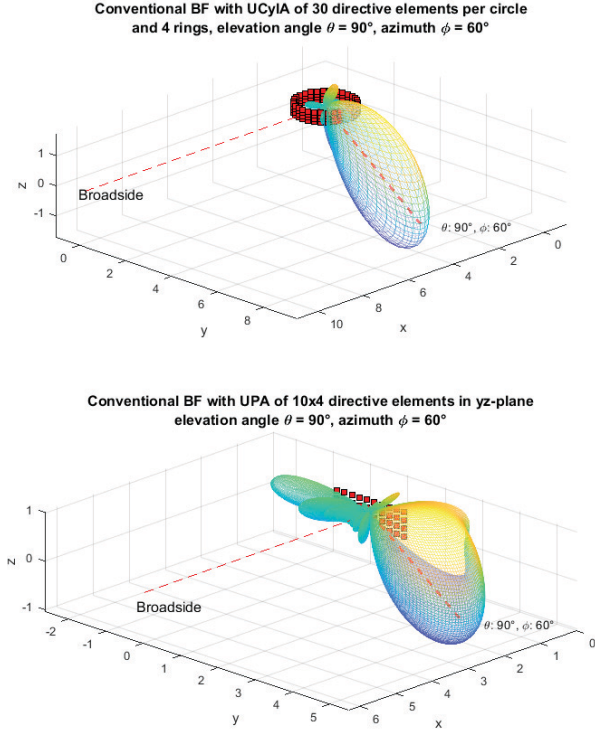 Conventional BF with UCylA of 30 directive elements per circle
and 4 rings, elevation angle θ = 90°, azimuth ϕ = 60°
1
0
-1
z
Broadside
θ: 90°, ϕ: 60°
0
2
4
6
8
y
10
8
6
4
2
0
x
Conventional BF with UPA of 10x4 directive elements in yz-plane
elevation angle θ = 90°, azimuth ϕ = 60°
1
0
-1
z
Broadside
θ: 90°, ϕ: 60°
-2
-1
0
1
2
3
4
5
y
6
5
4
3
2
1
0
x